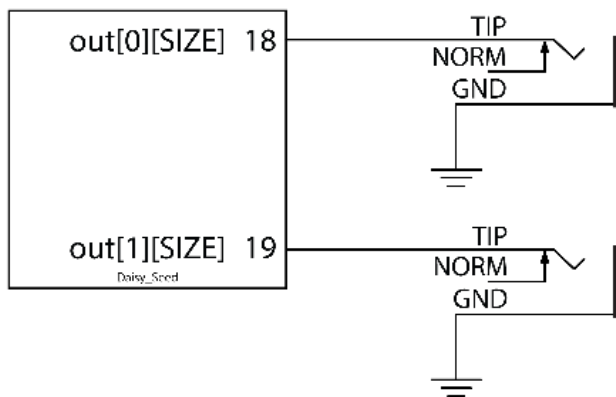 out[0][SIZE] 18
TIP
NORM
GND
out[1][SIZE] 19
Daisy_Seed
TIP
NORM
GND